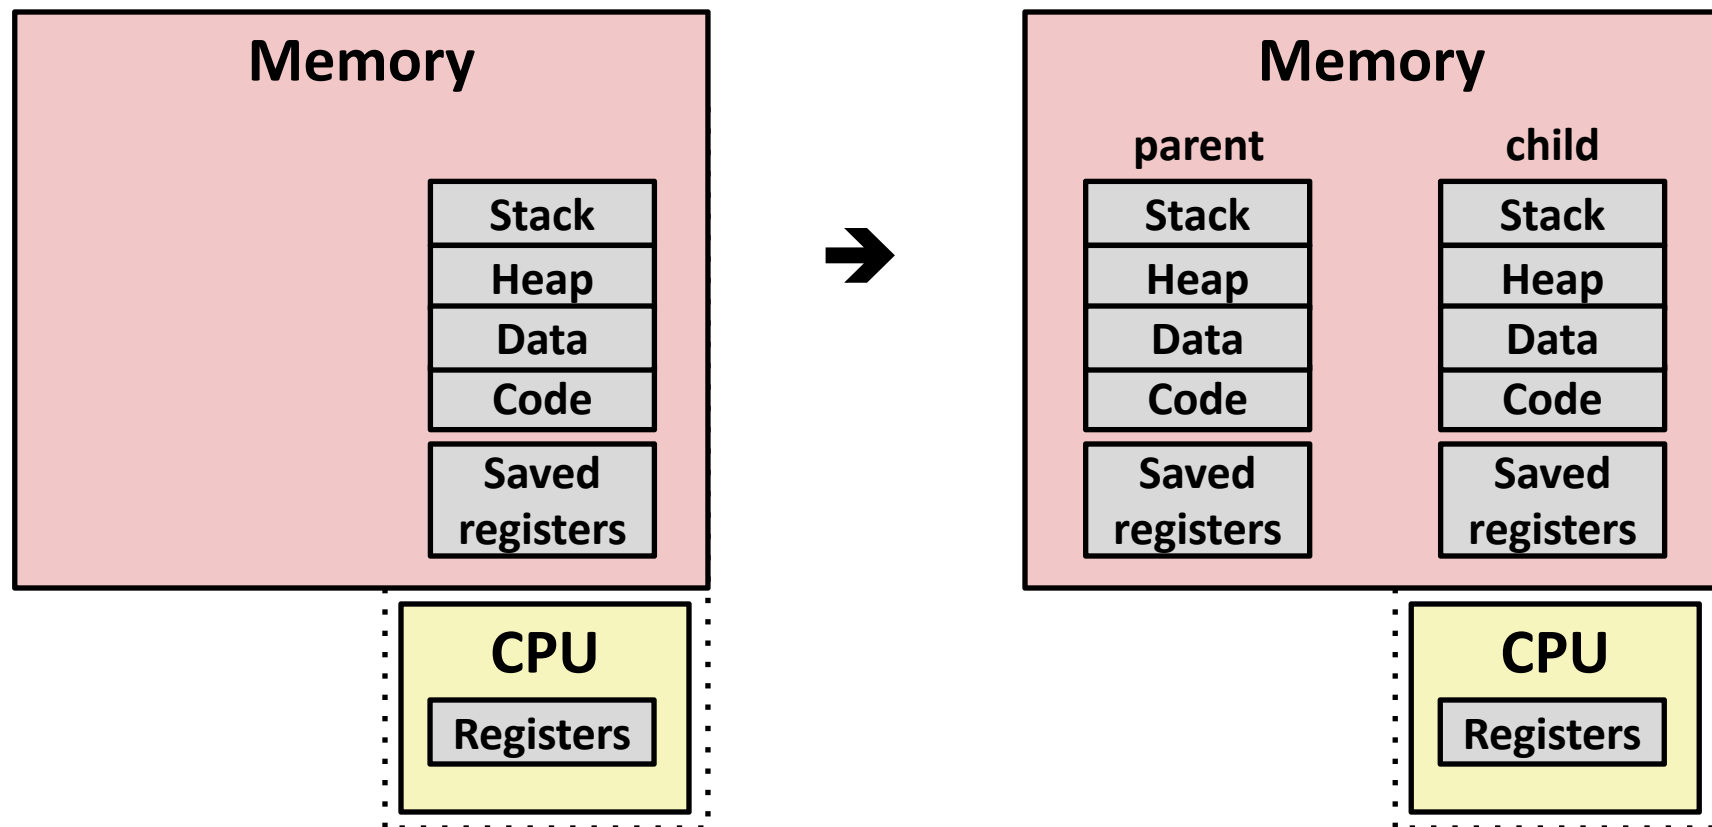 Memory
Stack
Heap
Data
Code
Saved
registers
CPU
Registers
Memory
parent
child
Stack
Heap
Data
Code
Saved
registers
Stack
Heap
Data
Code
Saved
registers
CPU
Registers